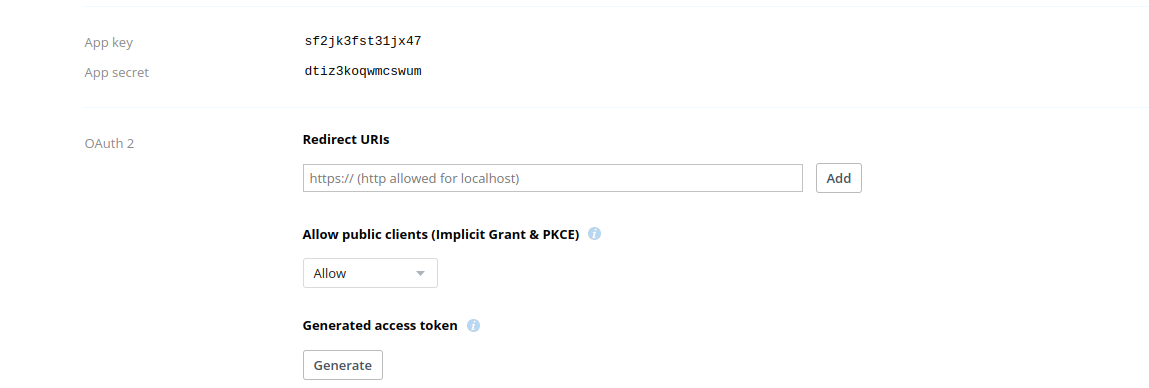 App key sf2jk3fst31jx47
App secret dtiz3koqwmcswum
OAuth 2 Redirect URIs
https:// (http allowed for localhost) Add
Allow public clients (Implicit Grant & PKCE) i
Allow
Generated access token i
Generate